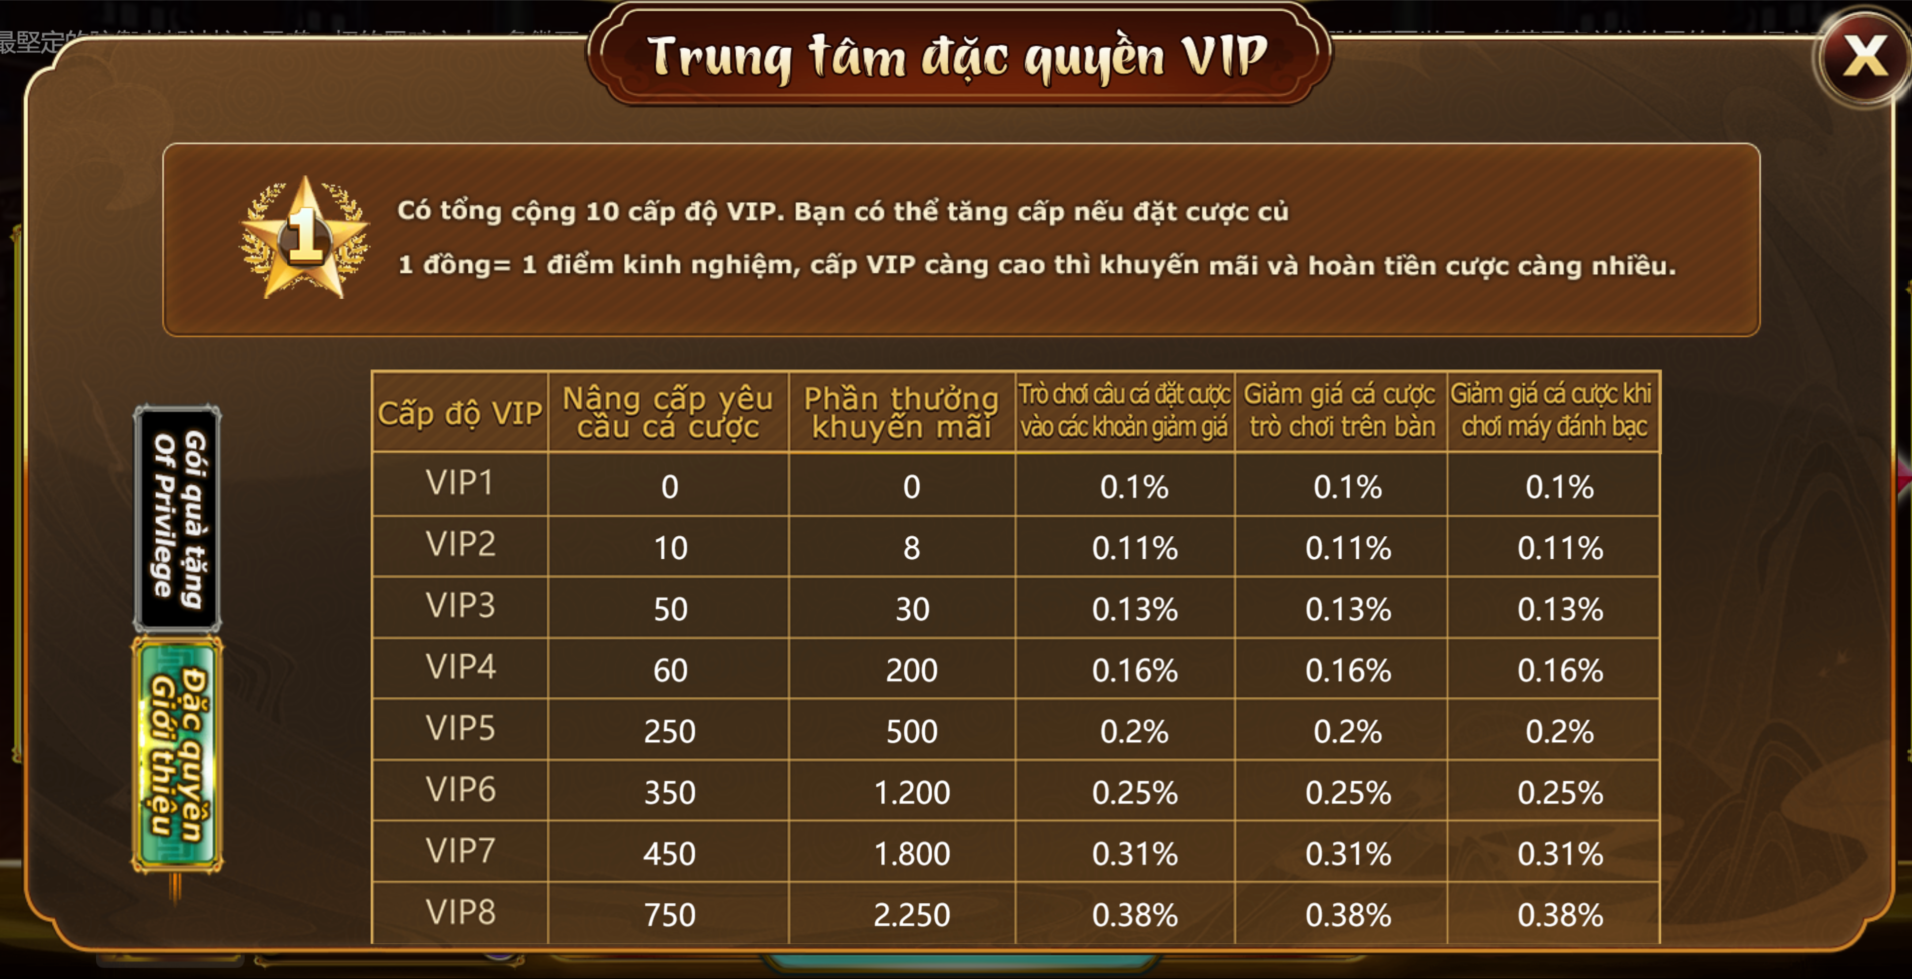 Trung tâm đặc quyền VIP
X
1
Có tổng cộng 10 cấp độ VIP. Bạn có thể tăng cấp nếu đặt cược củ
1 đồng= 1 điểm kinh nghiệm, cấp VIP càng cao thì khuyến mãi và hoàn tiền cược càng nhiều.
Gói quà tặng
Of Privilege
Đặc quyền
Giới thiệu
Cấp độ VIP
Nâng cấp yêu
cầu cá cược
Phần thưởng
khuyến mãi
Trò chơi câu cá đặt cược
vào các khoản giảm giá
Giảm giá cá cược
trò chơi trên bàn
Giảm giá cá cược khi
chơi máy đánh bạc
VIP1 0 0 0.1% 0.1% 0.1%
VIP2 10 8 0.11% 0.11% 0.11%
VIP3 50 30 0.13% 0.13% 0.13%
VIP4 60 200 0.16% 0.16% 0.16%
VIP5 250 500 0.2% 0.2% 0.2%
VIP6 350 1.200 0.25% 0.25% 0.25%
VIP7 450 1.800 0.31% 0.31% 0.31%
VIP8 750 2.250 0.38% 0.38% 0.38%